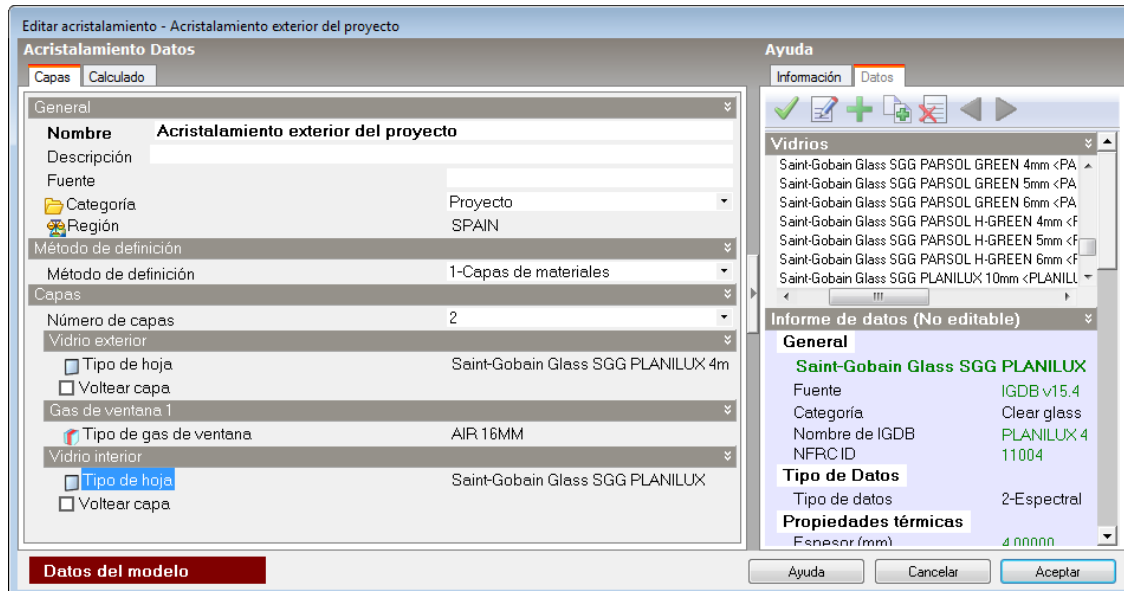 Editar acristalamiento - Acristalamiento exterior del proyecto
Acristalamiento Datos
Capas Calculado
General
Nombre Acristalamiento exterior del proyecto
Descripción
Fuente
Categoría Proyecto
Región SPAIN
Método de definición
Método de definición 1-Capas de materiales
Capas
Número de capas 2
Vidrio exterior
Tipo de hoja Saint-Gobain Glass SGG PLANILUX 4m
Voltear capa
Gas de ventana 1
Tipo de gas de ventana AIR 16MM
Vidrio interior
Tipo de hoja Saint-Gobain Glass SGG PLANILUX
Voltear capa
Datos del modelo
Ayuda
Información Datos
Vidrios
Saint-Gobain Glass SGG PARSOL GREEN 4mm <PA
Saint-Gobain Glass SGG PARSOL GREEN 5mm <PA
Saint-Gobain Glass SGG PARSOL GREEN 6mm <PA
Saint-Gobain Glass SGG PARSOL H-GREEN 4mm <F
Saint-Gobain Glass SGG PARSOL H-GREEN 5mm <F
Saint-Gobain Glass SGG PARSOL H-GREEN 6mm <F
Saint-Gobain Glass SGG PLANILUX 10mm <PLANILU
Informe de datos (No editable)
General
Saint-Gobain Glass SGG PLANILUX
Fuente IGDB v15.4
Categoría Clear glass
Nombre de IGDB PLANILUX 4
NFRC ID 11004
Tipo de Datos
Tipo de datos 2-Espectral
Propiedades térmicas
Espesor (mm) 4.00000
Ayuda Cancelar Aceptar